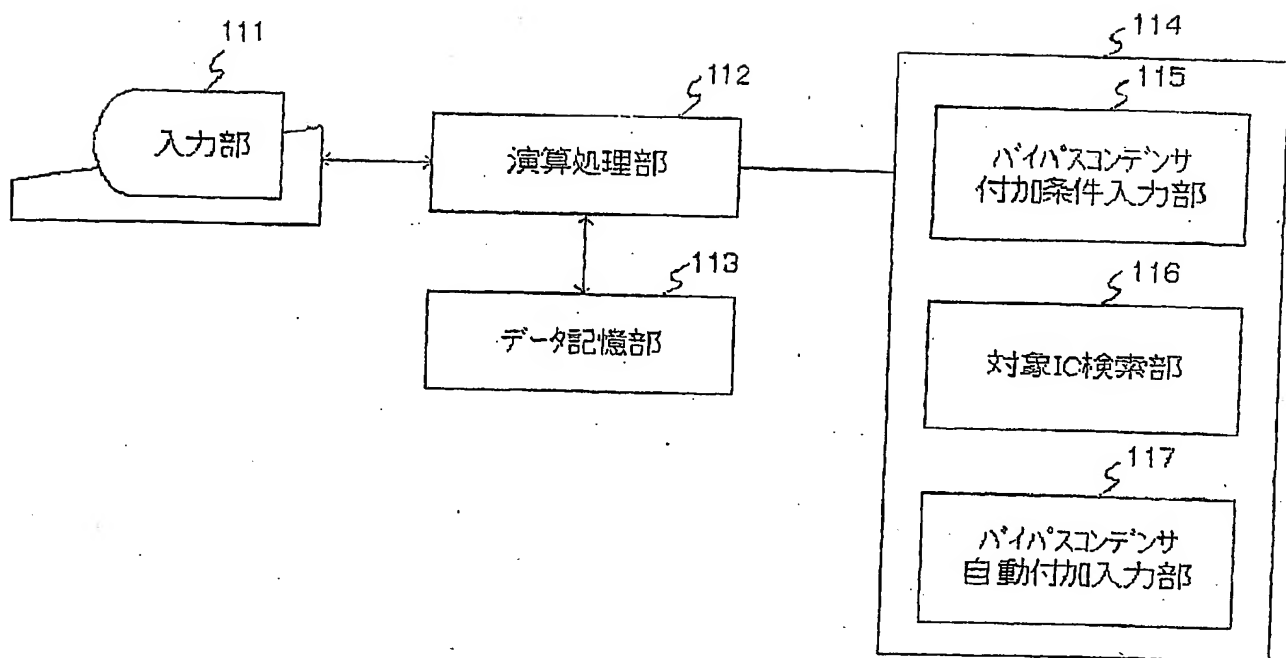 111
入力部
112
演算処理部
113
データ記憶部
114
115
バイパスコンデンサ
付加条件入力部
116
対象IC検索部
117
バイパスコンデンサ
自動付加入力部